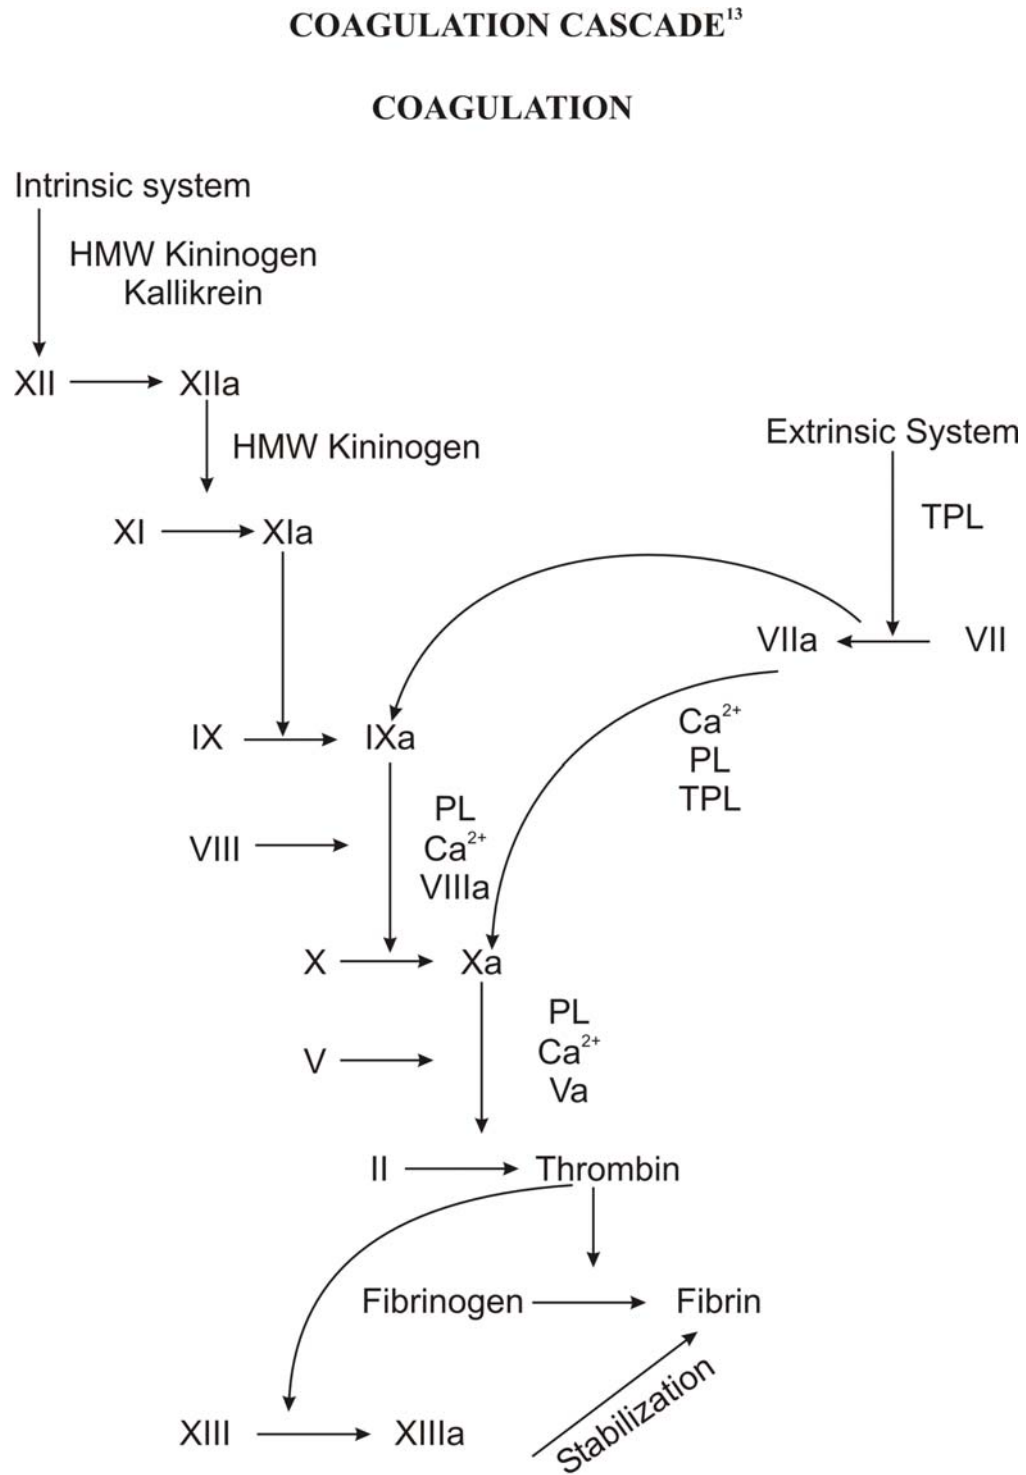 COAGULATION CASCADE¹³
COAGULATION
Intrinsic system
HMW Kininogen
Kallikrein
XII
XIIa
HMW Kininogen
Extrinsic System
TPL
XI
XIa
VIIa
VII
IX
IXa
Ca²⁺
PL
TPL
VIII
PL
Ca²⁺
VIIIa
X
Xa
V
PL
Ca²⁺
Va
II
Thrombin
Fibrinogen
Fibrin
XIII
XIIIa
Stabilization